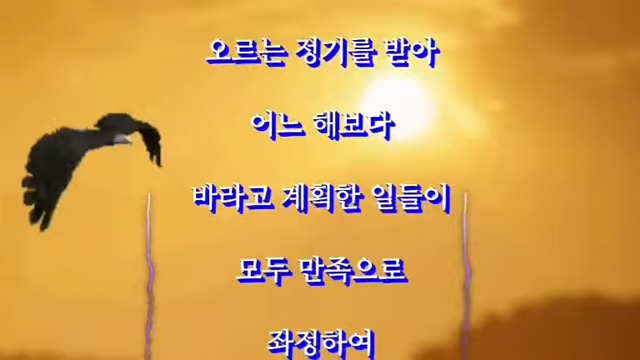 오르는 정기를 받아
어느 해보다
바라고 계획한 일들이
모두 만족으로
좌정하여